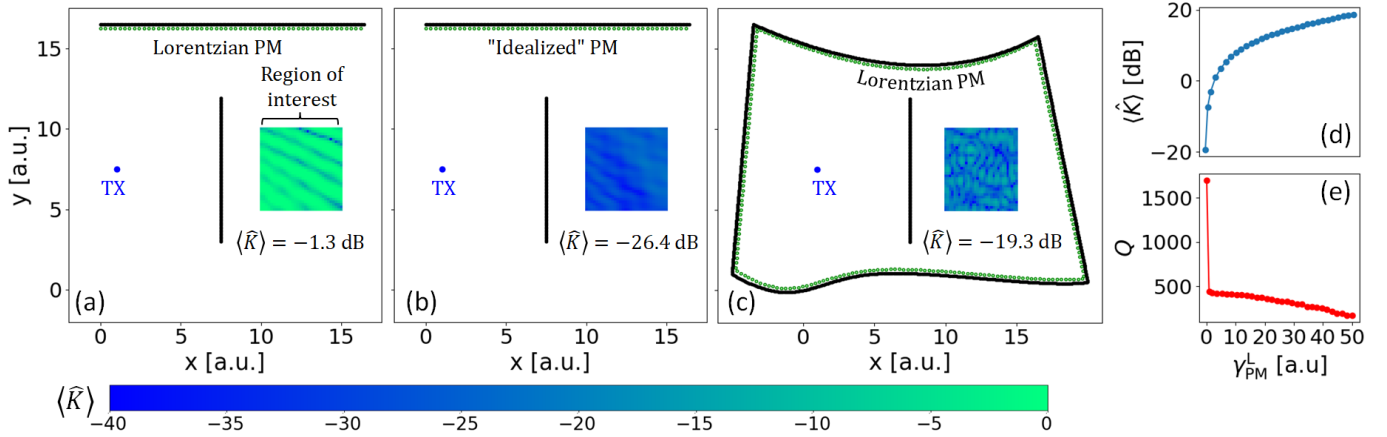 Lorentzian PM
Region of
interest
TX
⟨K̂⟩ = −1.3 dB
(a)
y [a.u.]
15
10
5
0
0
5
10
15
x [a.u.]
"Idealized" PM
TX
⟨K̂⟩ = −26.4 dB
(b)
0
5
10
15
x [a.u.]
Lorentzian PM
TX
⟨K̂⟩ = −19.3 dB
(c)
0
5
10
15
x [a.u.]
⟨K̂⟩ [dB]
20
0
−20
(d)
Q
1500
1000
500
(e)
0 10 20 30 40 50
γ^L_PM [a.u]
⟨K̂⟩
−40
−35
−30
−25
−20
−15
−10
−5
0